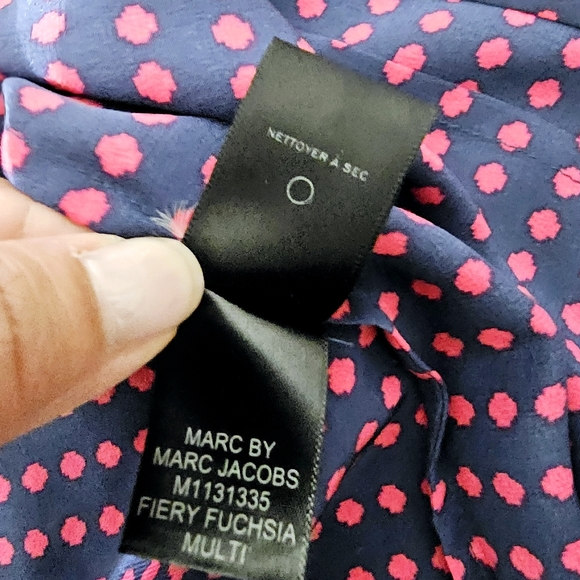 NETTOYER À SEC
MARC BY
MARC JACOBS
M1131335
FIERY FUCHSIA
MULTI